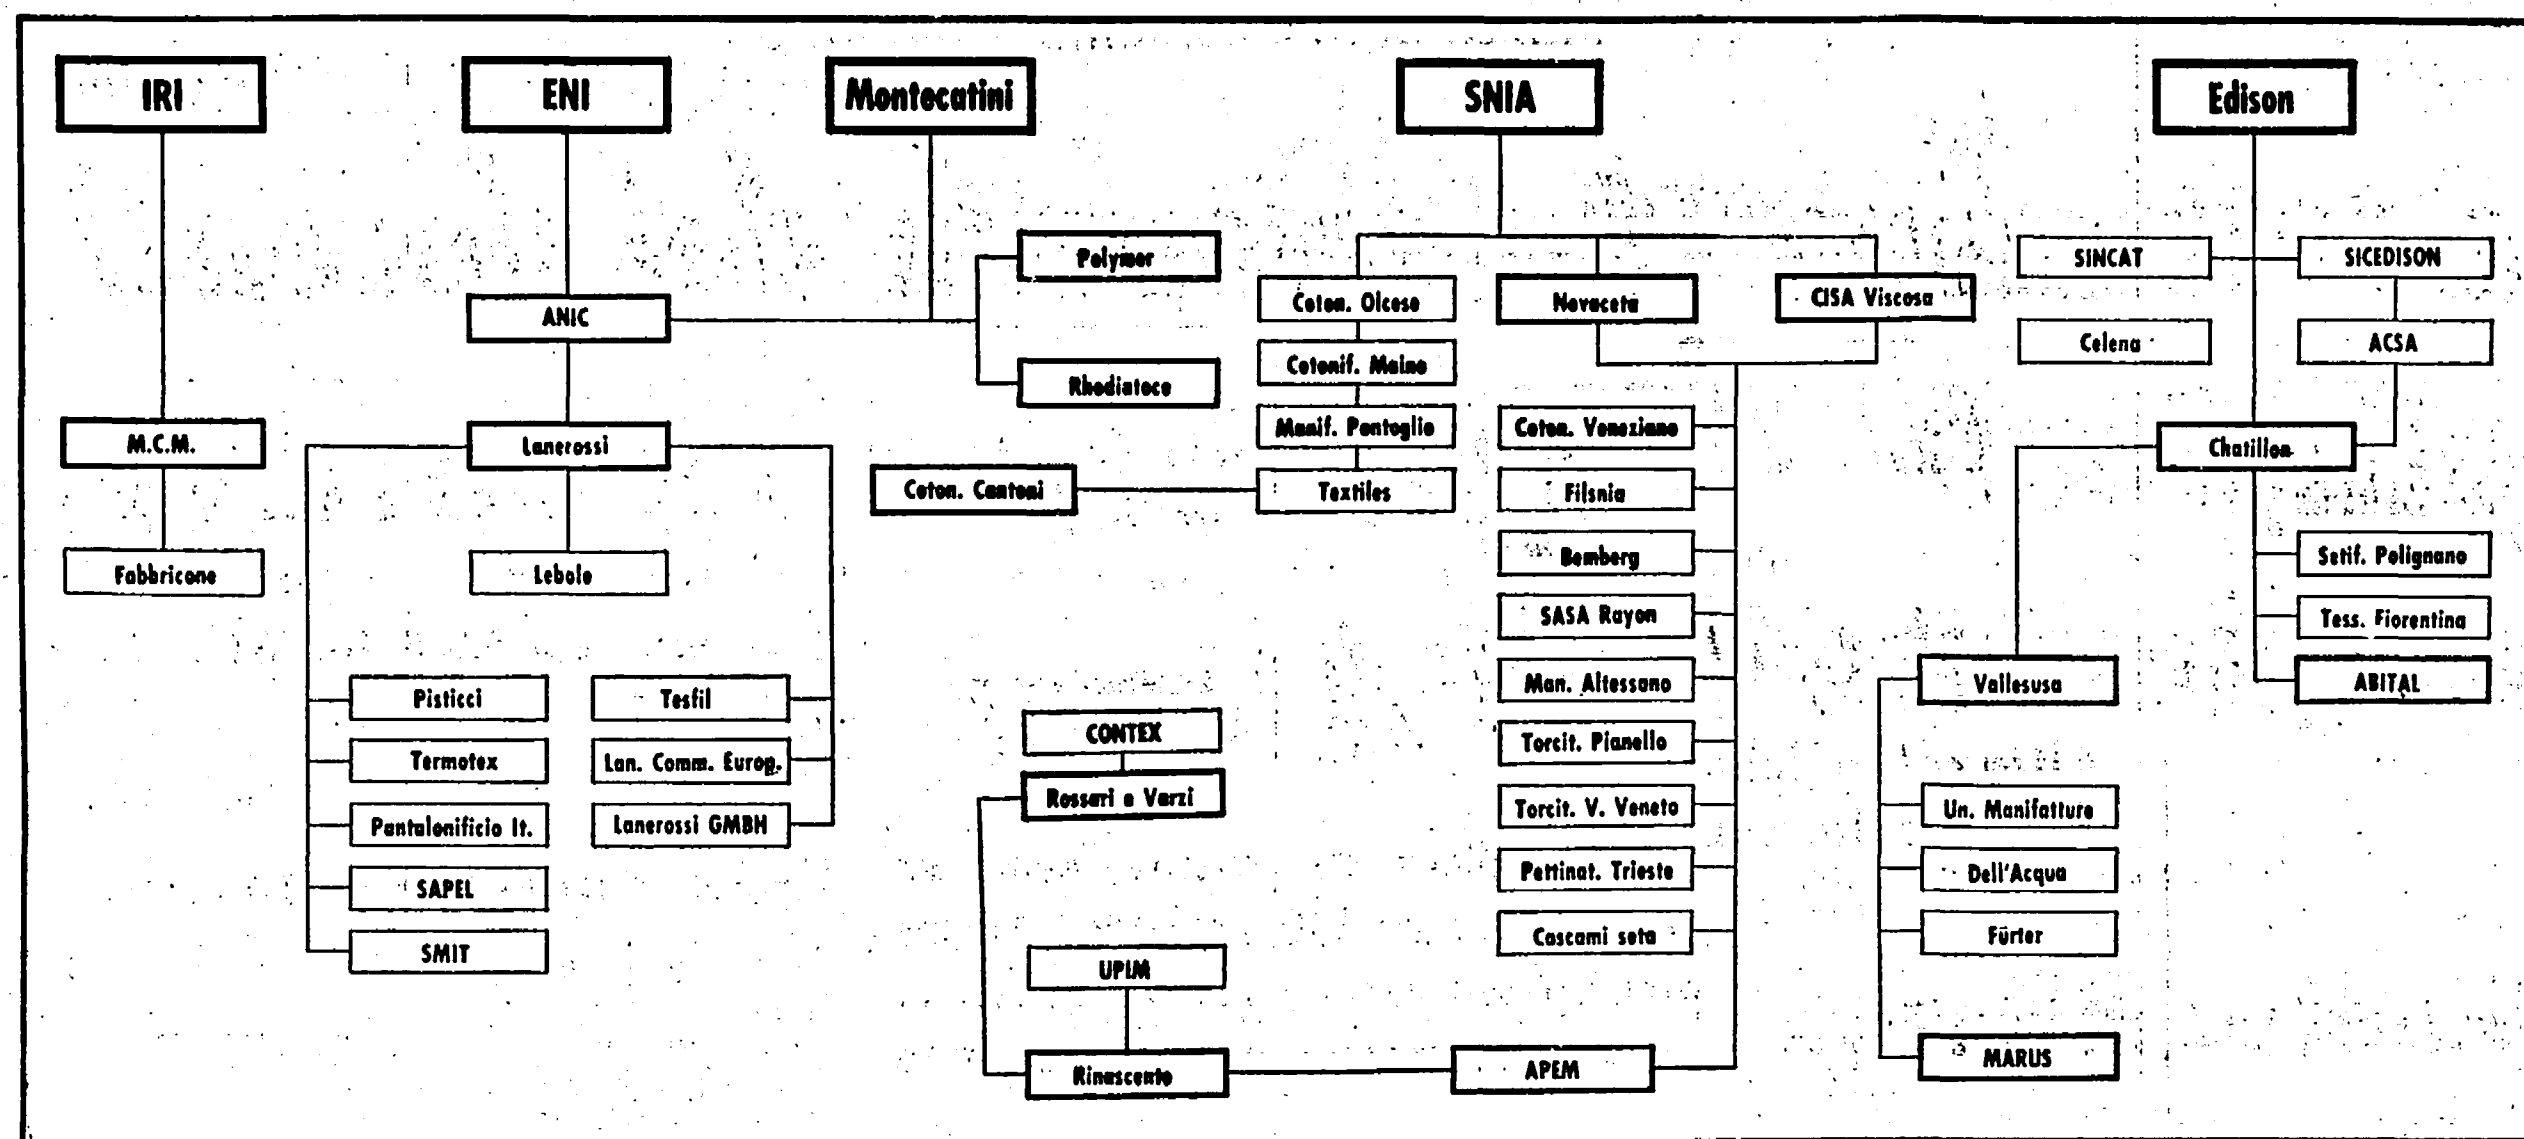 IRI
ENI
Montecatini
SNIA
Edison
Polymer
SINCAT
SICEDISON
ANIC
Coton. Olcese
Novaceta
CISA Viscosa
Celena
ACSA
Cotonif. Maino
Rhodiatoce
M.C.M.
Lanerossi
Manif. Pontoglio
Coton. Veneziano
Chatillon
Coton. Cantoni
Textiles
Filsnia
Fabbricone
Lebole
Bemberg
Setif. Polignano
SASA Rayon
Tess. Fiorentina
Pisticci
Tesfil
Man. Altessano
Vallesusa
ABITAL
CONTEX
Torcit. Pianello
Termotex
Lan. Comm. Europ.
Rossari e Varzi
Torcit. V. Veneto
Un. Manifatture
Pantalonificio It.
Lanerossi GMBH
SAPEL
Pettinat. Trieste
Dell'Acqua
SMIT
Cascami seta
Fürter
UPIM
Rinascente
APEM
MARUS